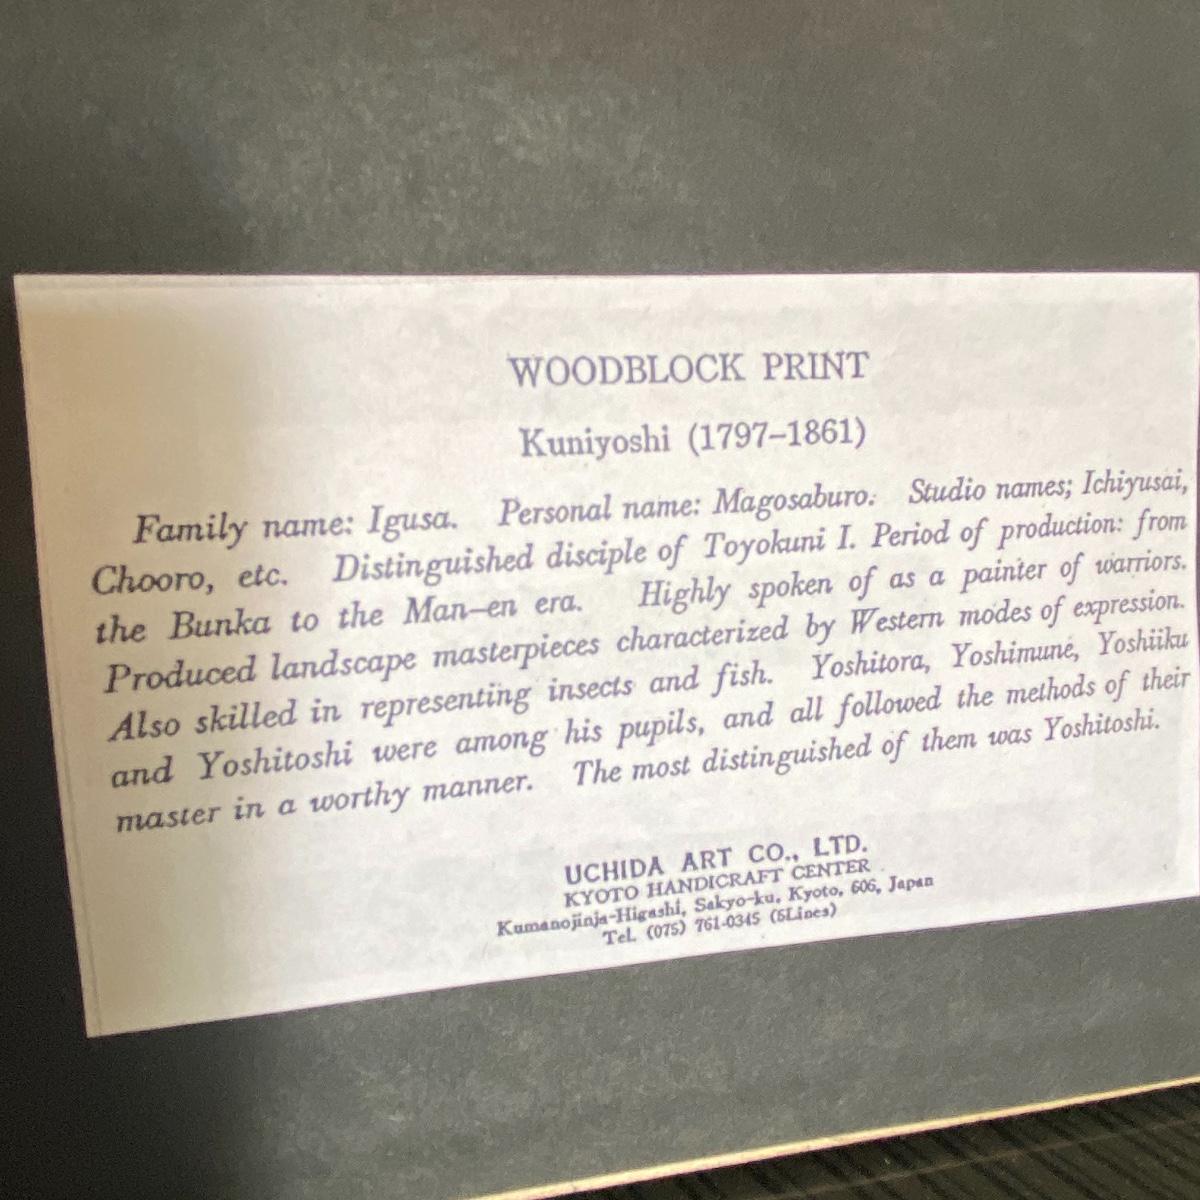 WOODBLOCK PRINT
Kuniyoshi (1797–1861)
Family name: Igusa. Personal name: Magosaburo. Studio names; Ichiyusai,
Chooro, etc. Distinguished disciple of Toyokuni I. Period of production: from
the Bunka to the Man–en era. Highly spoken of as a painter of warriors.
Produced landscape masterpieces characterized by Western modes of expression.
Also skilled in representing insects and fish. Yoshitora, Yoshimune, Yoshiiku
and Yoshitoshi were among his pupils, and all followed the methods of their
master in a worthy manner. The most distinguished of them was Yoshitoshi.
UCHIDA ART CO., LTD.
KYOTO HANDICRAFT CENTER
Kumanojinja-Higashi, Sakyo-ku, Kyoto, 606, Japan
Tel. (075) 761-0345 (5Lines)